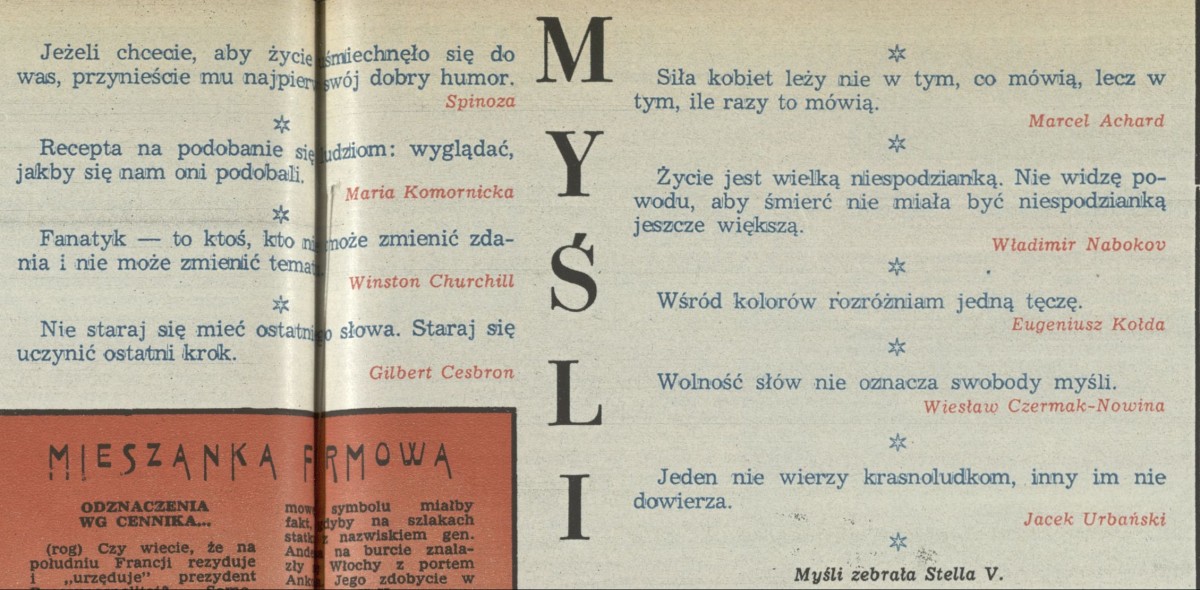 Jeżeli chcecie, aby życie uśmiechnęło się do
was, przynieście mu najpierw swój dobry humor.
Spinoza
Recepta na podobanie się ludziom: wyglądać,
jakby się nam oni podobali.
Maria Komornicka
Fanatyk — to ktoś, kto nie może zmienić zda-
nia i nie może zmienić tematu.
Winston Churchill
Nie staraj się mieć ostatniego słowa. Staraj się
uczynić ostatni krok.
Gilbert Cesbron
MYŚLI
Siła kobiet leży nie w tym, co mówią, lecz w
tym, ile razy to mówią.
Marcel Achard
Życie jest wielką niespodzianką. Nie widzę po-
wodu, aby śmierć nie miała być niespodzianką
jeszcze większą.
Władimir Nabokov
Wśród kolorów rozróżniam jedną tęczę.
Eugeniusz Kołda
Wolność słów nie oznacza swobody myśli.
Wiesław Czermak-Nowina
Jeden nie wierzy krasnoludkom, inny im nie
dowierza.
Jacek Urbański
Myśli zebrała Stella V.
MIESZANKA FIRMOWA
ODZNACZENIA
WG CENNIKA...
(rog) Czy wiecie, że na
południu Francji rezyduje
i „urzęduje” prezydent
symbolu miałby
fakt, gdyby na szlakach
z nazwiskiem gen.
na burcie znala-
zły Włochy z portem
Jego zdobycie w